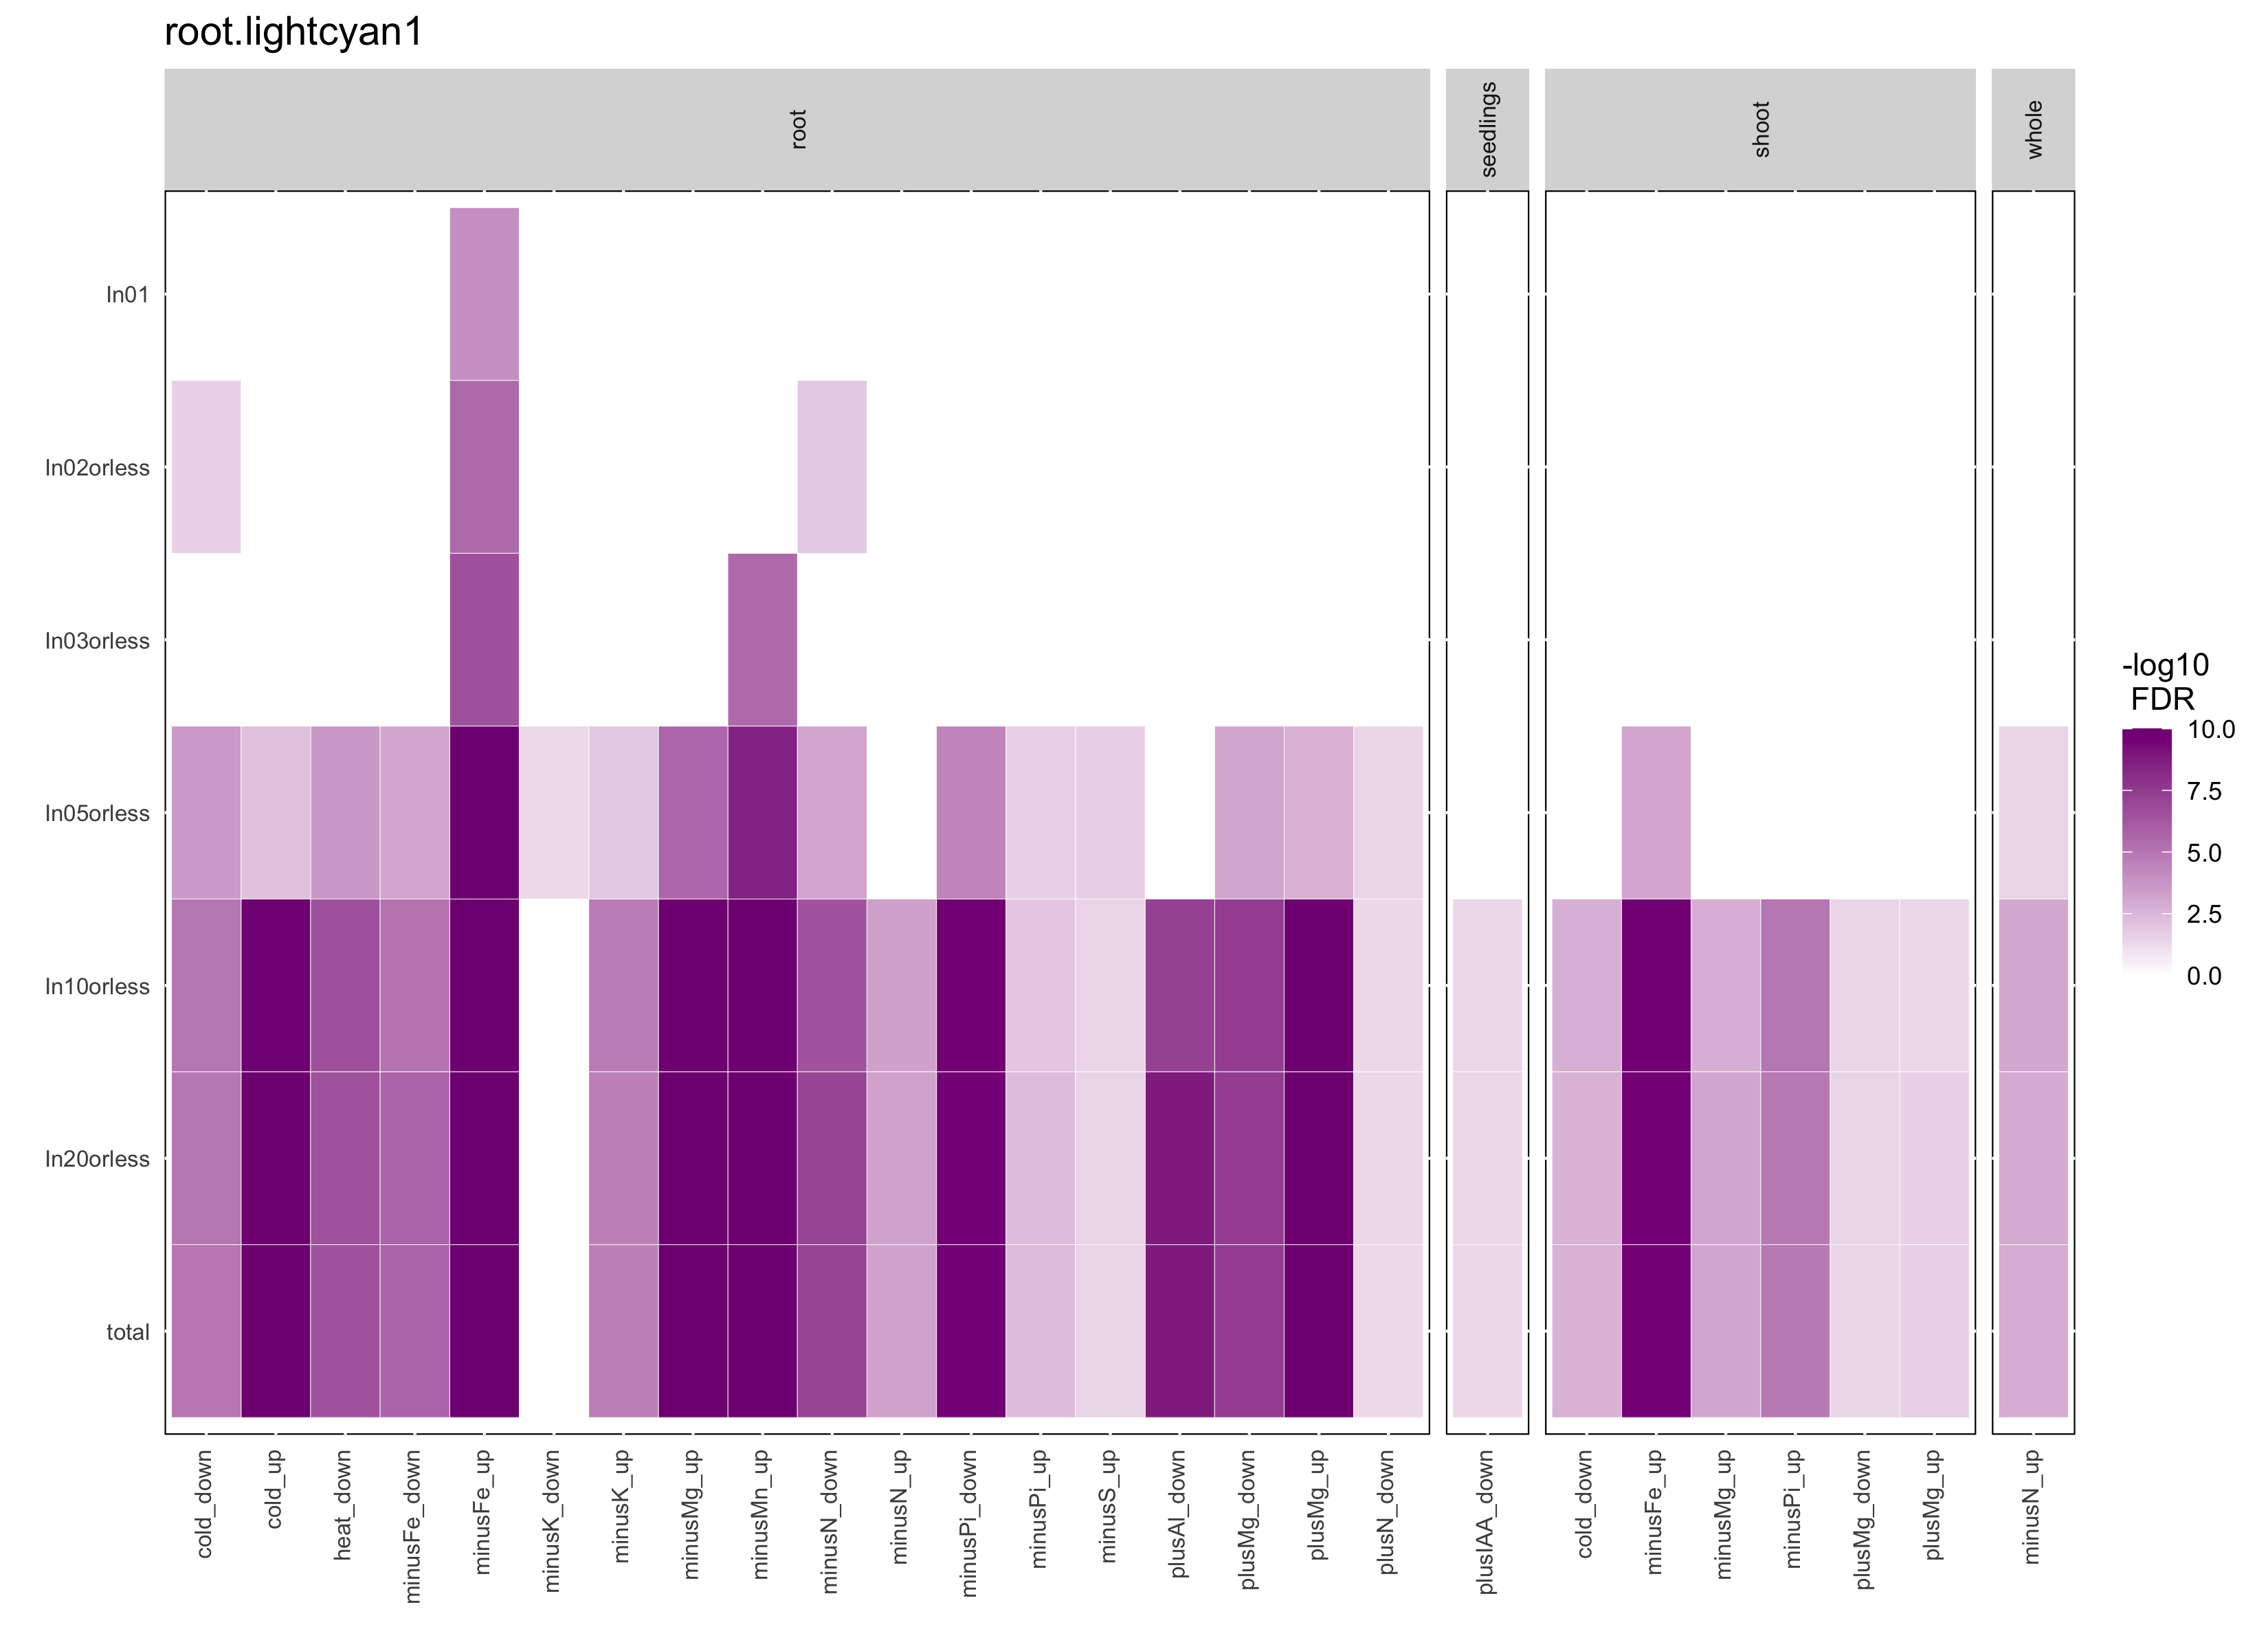 root.lightcyan1
root
seedlings
shoot
whole
In01
In02orless
In03orless
In05orless
In10orless
In20orless
total
cold_down
cold_up
heat_down
minusFe_down
minusFe_up
minusK_down
minusK_up
minusMg_up
minusMn_up
minusN_down
minusN_up
minusPi_down
minusPi_up
minusS_up
plusAl_down
plusMg_down
plusMg_up
plusN_down
plusIAA_down
cold_down
minusFe_up
minusMg_up
minusPi_up
plusMg_down
plusMg_up
minusN_up
-log10
FDR
10.0
7.5
5.0
2.5
0.0